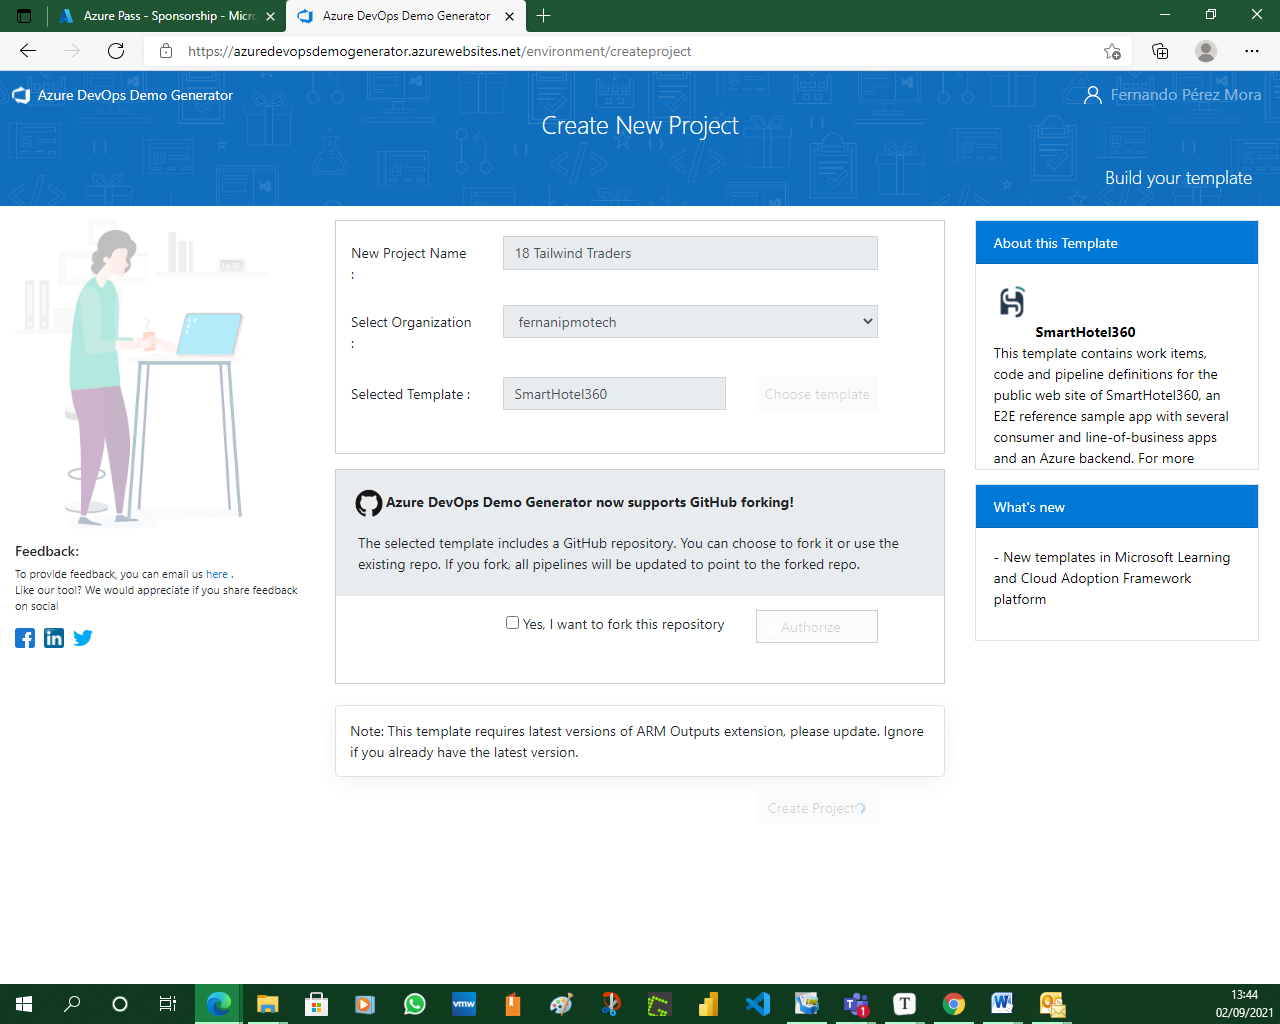 Azure Pass - Sponsorship - Micro
Azure DevOps Demo Generator
https://azuredevopsdemogenerator.azurewebsites.net/environment/createproject
Azure DevOps Demo Generator
Fernando Pérez Mora
Create New Project
Build your template
New Project Name
:
18 Tailwind Traders
Select Organization
:
fernanipmotech
Selected Template :
SmartHotel360
Choose template
Azure DevOps Demo Generator now supports GitHub forking!
The selected template includes a GitHub repository. You can choose to fork it or use the
existing repo. If you fork, all pipelines will be updated to point to the forked repo.
Yes, I want to fork this repository
Authorize
Note: This template requires latest versions of ARM Outputs extension, please update. Ignore
if you already have the latest version.
Create Project
About this Template
SmartHotel360
This template contains work items,
code and pipeline definitions for the
public web site of SmartHotel360, an
E2E reference sample app with several
consumer and line-of-business apps
and an Azure backend. For more
What's new
- New templates in Microsoft Learning
and Cloud Adoption Framework
platform
Feedback:
To provide feedback, you can email us here .
Like our tool? We would appreciate if you share feedback
on social
vmw
T
1
13:44
02/09/2021